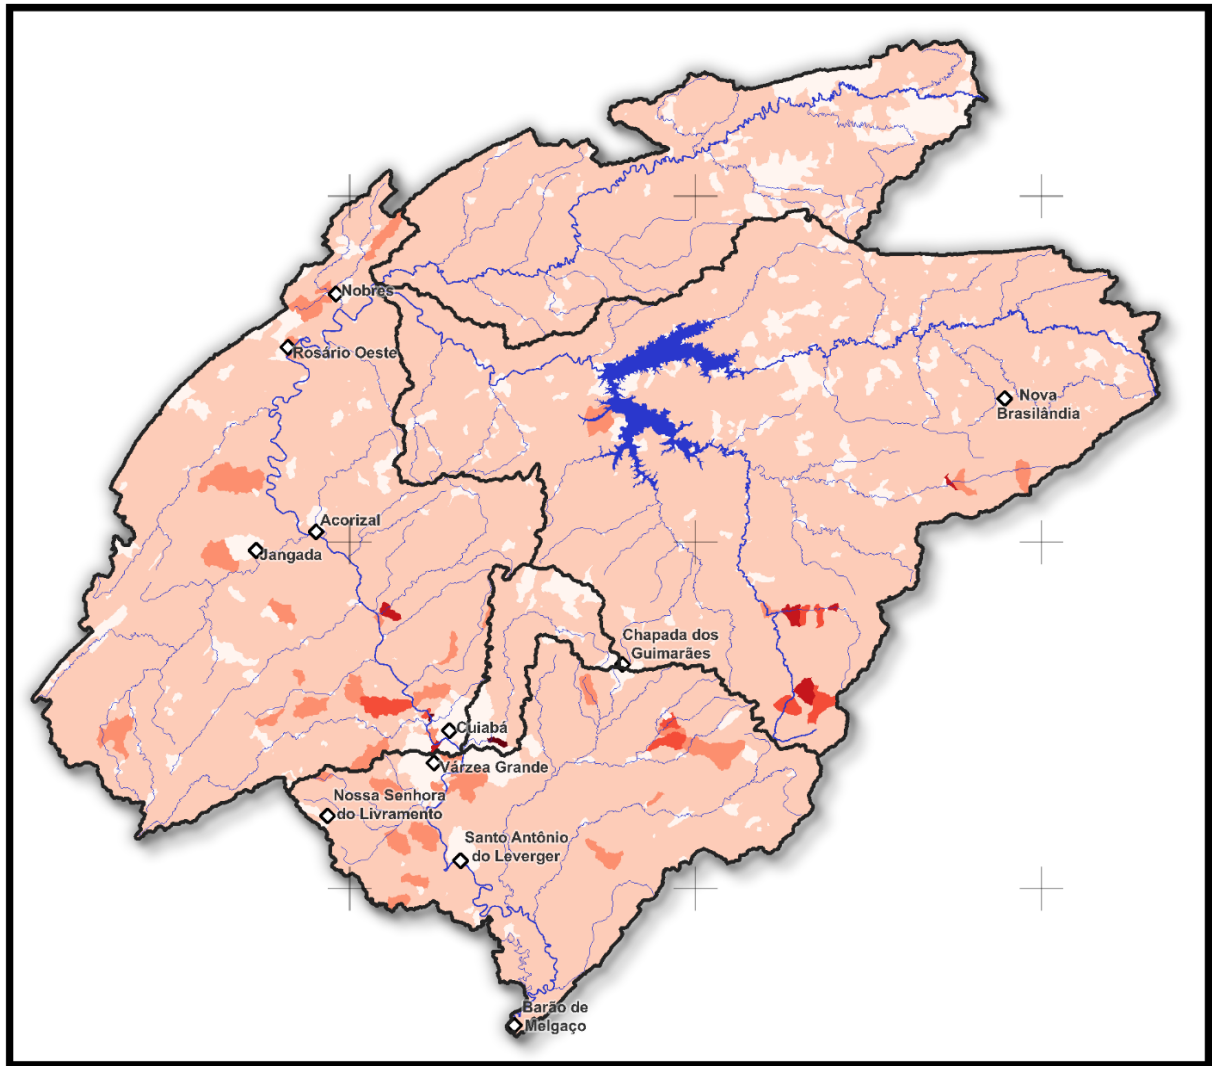 Nobres
Rosário Oeste
Nova
Brasilândia
Acorizal
Jangada
Chapada dos
Guimarães
Cuiabá
Várzea Grande
Nossa Senhora
do Livramento
Santo Antônio
do Leverger
Barão de
Melgaço